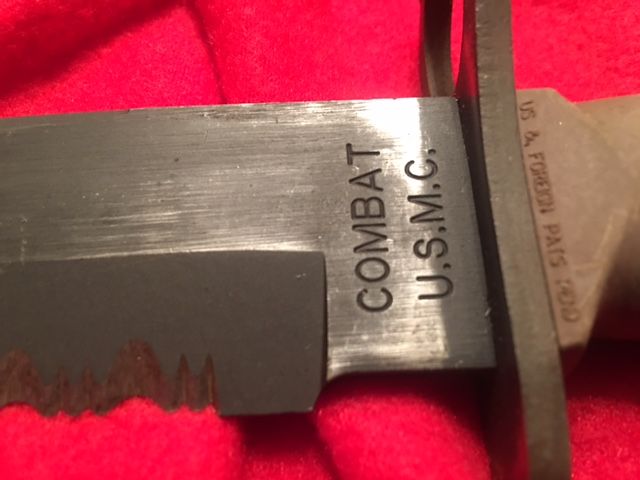 COMBAT
U.S.M.C.
US & FOREIGN PATS PEND